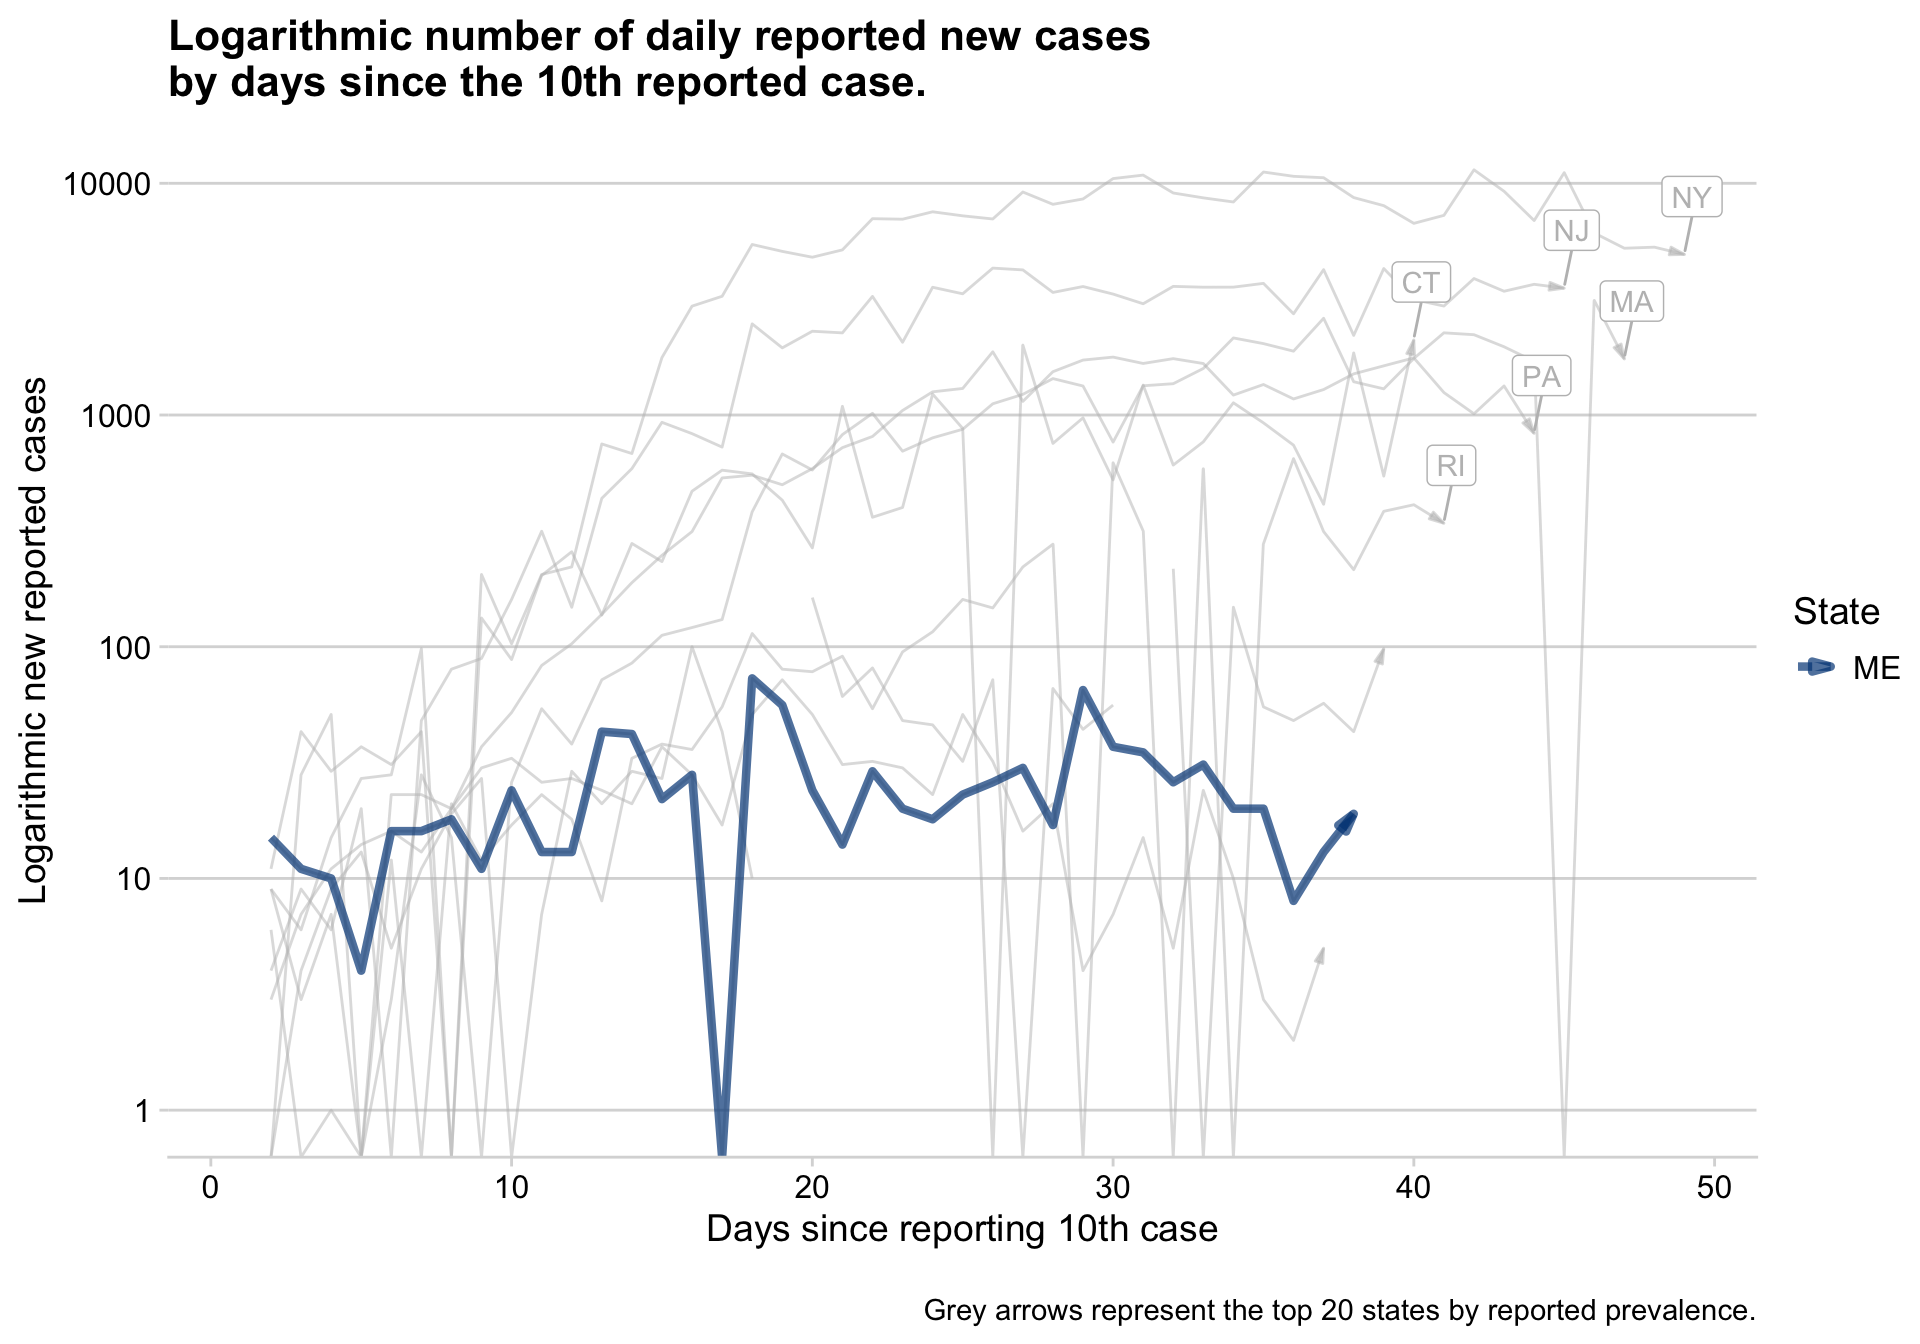 Logarithmic number of daily reported new cases
by days since the 10th reported case.
10000
1000
100
10
1
Logarithmic new reported cases
NY
NJ
CT
MA
PA
RI
State
ME
0
10
20
30
40
50
Days since reporting 10th case
Grey arrows represent the top 20 states by reported prevalence.